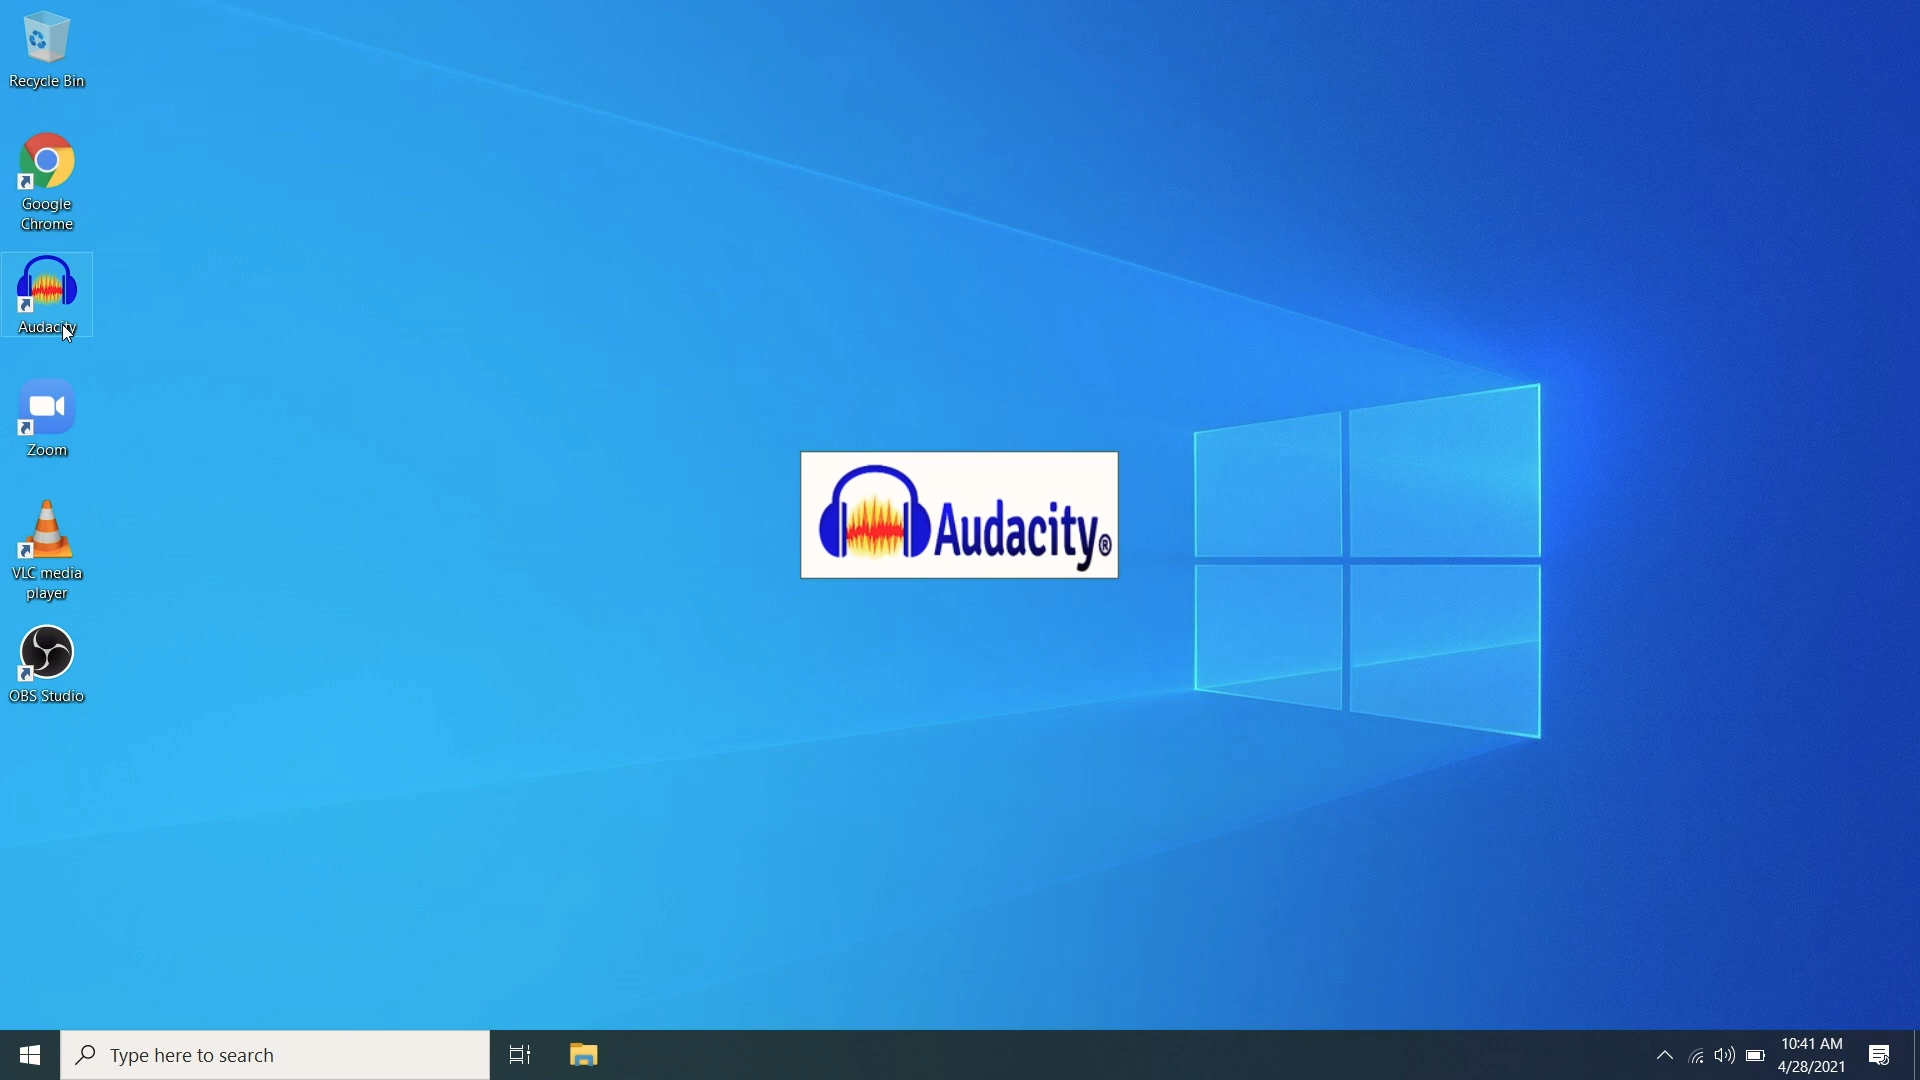 Recycle Bin
Google
Chrome
Audacity
Zoom
VLC media
player
OBS Studio
Audacity®
Type here to search
10:41 AM
4/28/2021